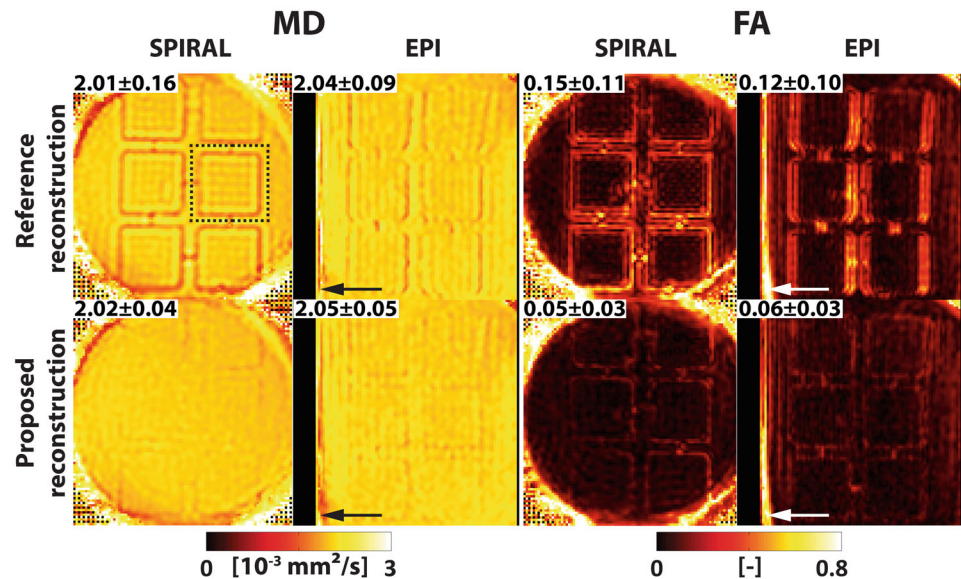 MD FA
SPIRAL EPI SPIRAL EPI
Reference
reconstruction
2.01±0.16 2.04±0.09 0.15±0.11 0.12±0.10
Proposed
reconstruction
2.02±0.04 2.05±0.05 0.05±0.03 0.06±0.03
0 [10⁻³ mm²/s] 3 0 [-] 0.8